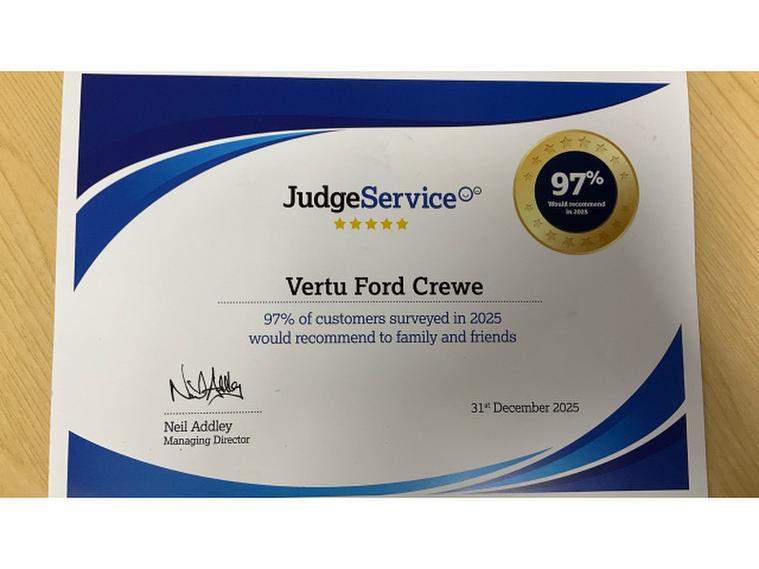 JudgeService
97%
Would recommend
in 2025
Vertu Ford Crewe
97% of customers surveyed in 2025
would recommend to family and friends
Neil Addley
Managing Director
31st December 2025